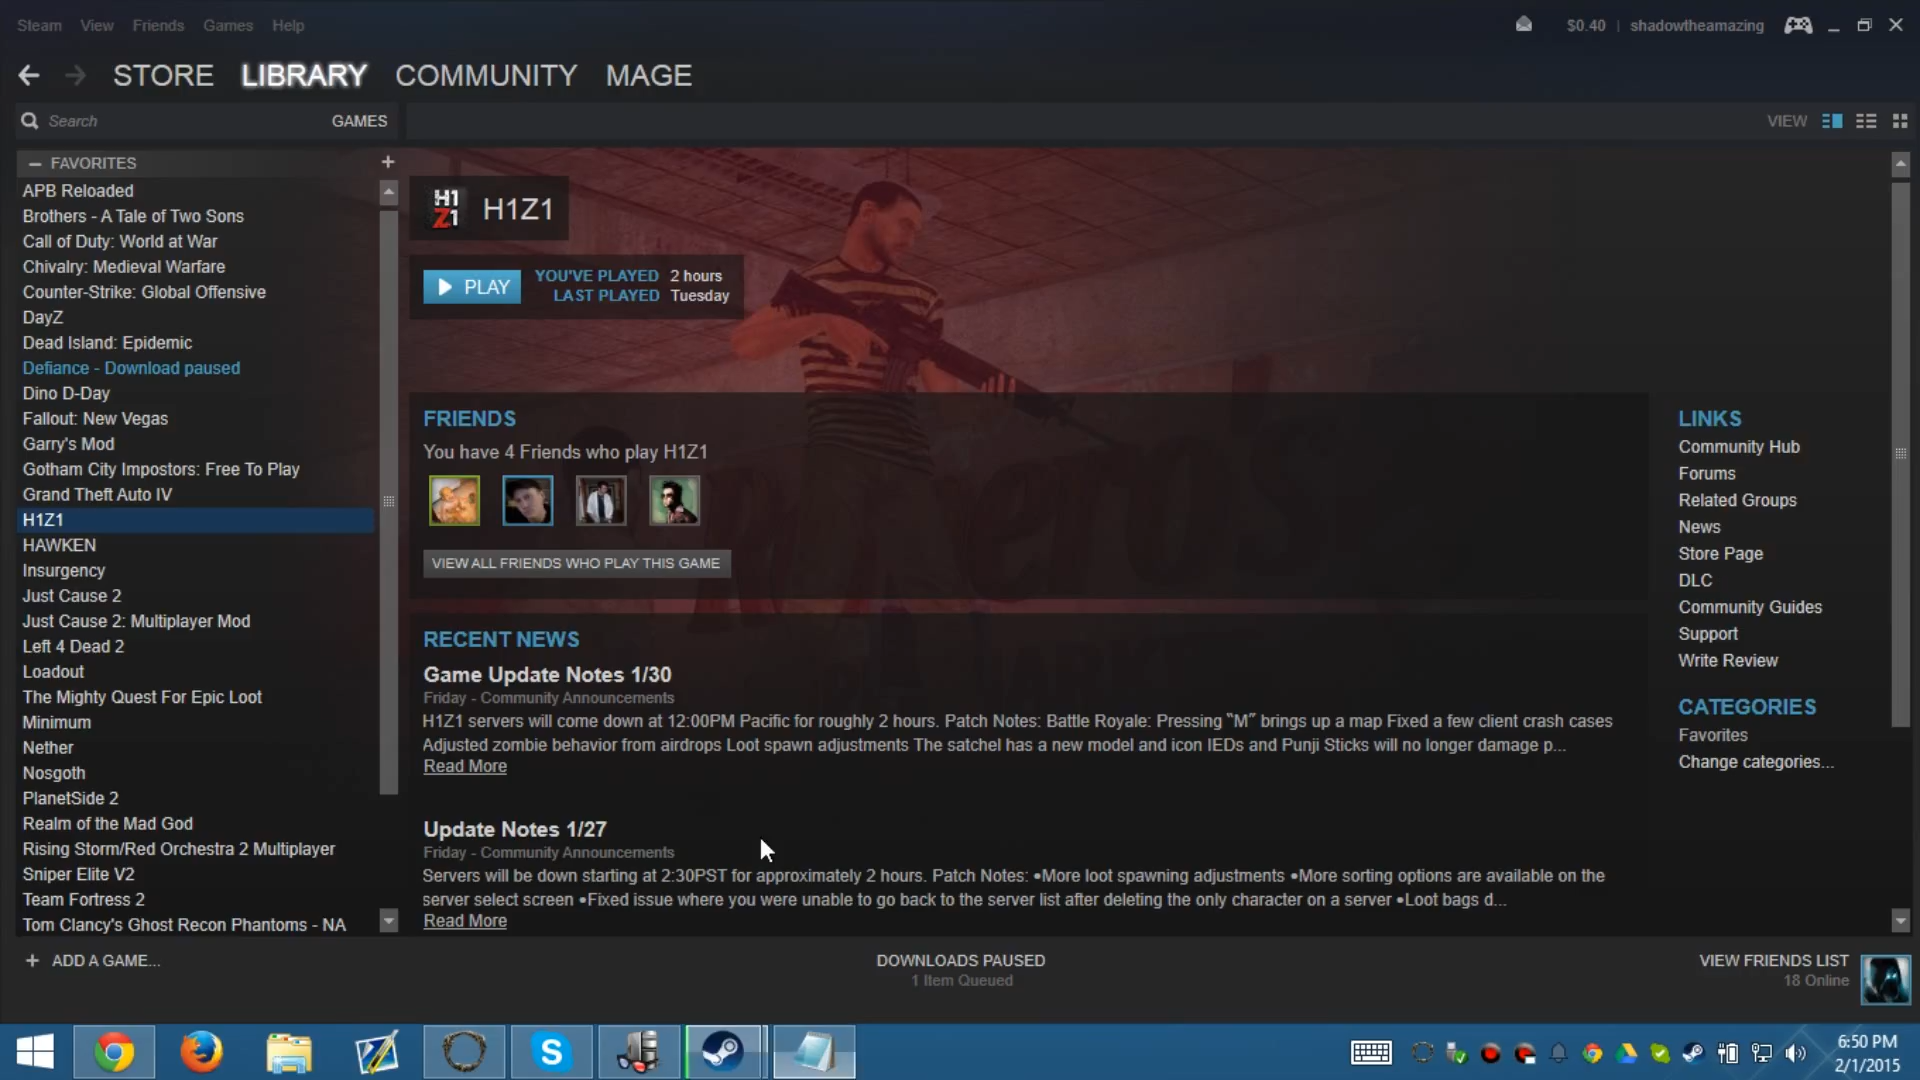 Steam View Friends Games Help
$0.40 | shadowtheamazing
STORE LIBRARY COMMUNITY MAGE
Search GAMES
VIEW
— FAVORITES +
APB Reloaded
Brothers - A Tale of Two Sons
Call of Duty: World at War
Chivalry: Medieval Warfare
Counter-Strike: Global Offensive
DayZ
Dead Island: Epidemic
Defiance - Download paused
Dino D-Day
Fallout: New Vegas
Garry's Mod
Gotham City Impostors: Free To Play
Grand Theft Auto IV
H1Z1
HAWKEN
Insurgency
Just Cause 2
Just Cause 2: Multiplayer Mod
Left 4 Dead 2
Loadout
The Mighty Quest For Epic Loot
Minimum
Nether
Nosgoth
PlanetSide 2
Realm of the Mad God
Rising Storm/Red Orchestra 2 Multiplayer
Sniper Elite V2
Team Fortress 2
Tom Clancy's Ghost Recon Phantoms - NA
+ ADD A GAME...
H1
Z1
H1Z1
PLAY
YOU'VE PLAYED 2 hours
LAST PLAYED Tuesday
FRIENDS
You have 4 Friends who play H1Z1
VIEW ALL FRIENDS WHO PLAY THIS GAME
RECENT NEWS
Game Update Notes 1/30
Friday - Community Announcements
H1Z1 servers will come down at 12:00PM Pacific for roughly 2 hours. Patch Notes: Battle Royale: Pressing "M" brings up a map Fixed a few client crash cases
Adjusted zombie behavior from airdrops Loot spawn adjustments The satchel has a new model and icon IEDs and Punji Sticks will no longer damage p...
Read More
Update Notes 1/27
Friday - Community Announcements
Servers will be down starting at 2:30PST for approximately 2 hours. Patch Notes: •More loot spawning adjustments •More sorting options are available on the
server select screen •Fixed issue where you were unable to go back to the server list after deleting the only character on a server •Loot bags d...
Read More
LINKS
Community Hub
Forums
Related Groups
News
Store Page
DLC
Community Guides
Support
Write Review
CATEGORIES
Favorites
Change categories...
DOWNLOADS PAUSED
1 Item Queued
VIEW FRIENDS LIST
18 Online
6:50 PM
2/1/2015